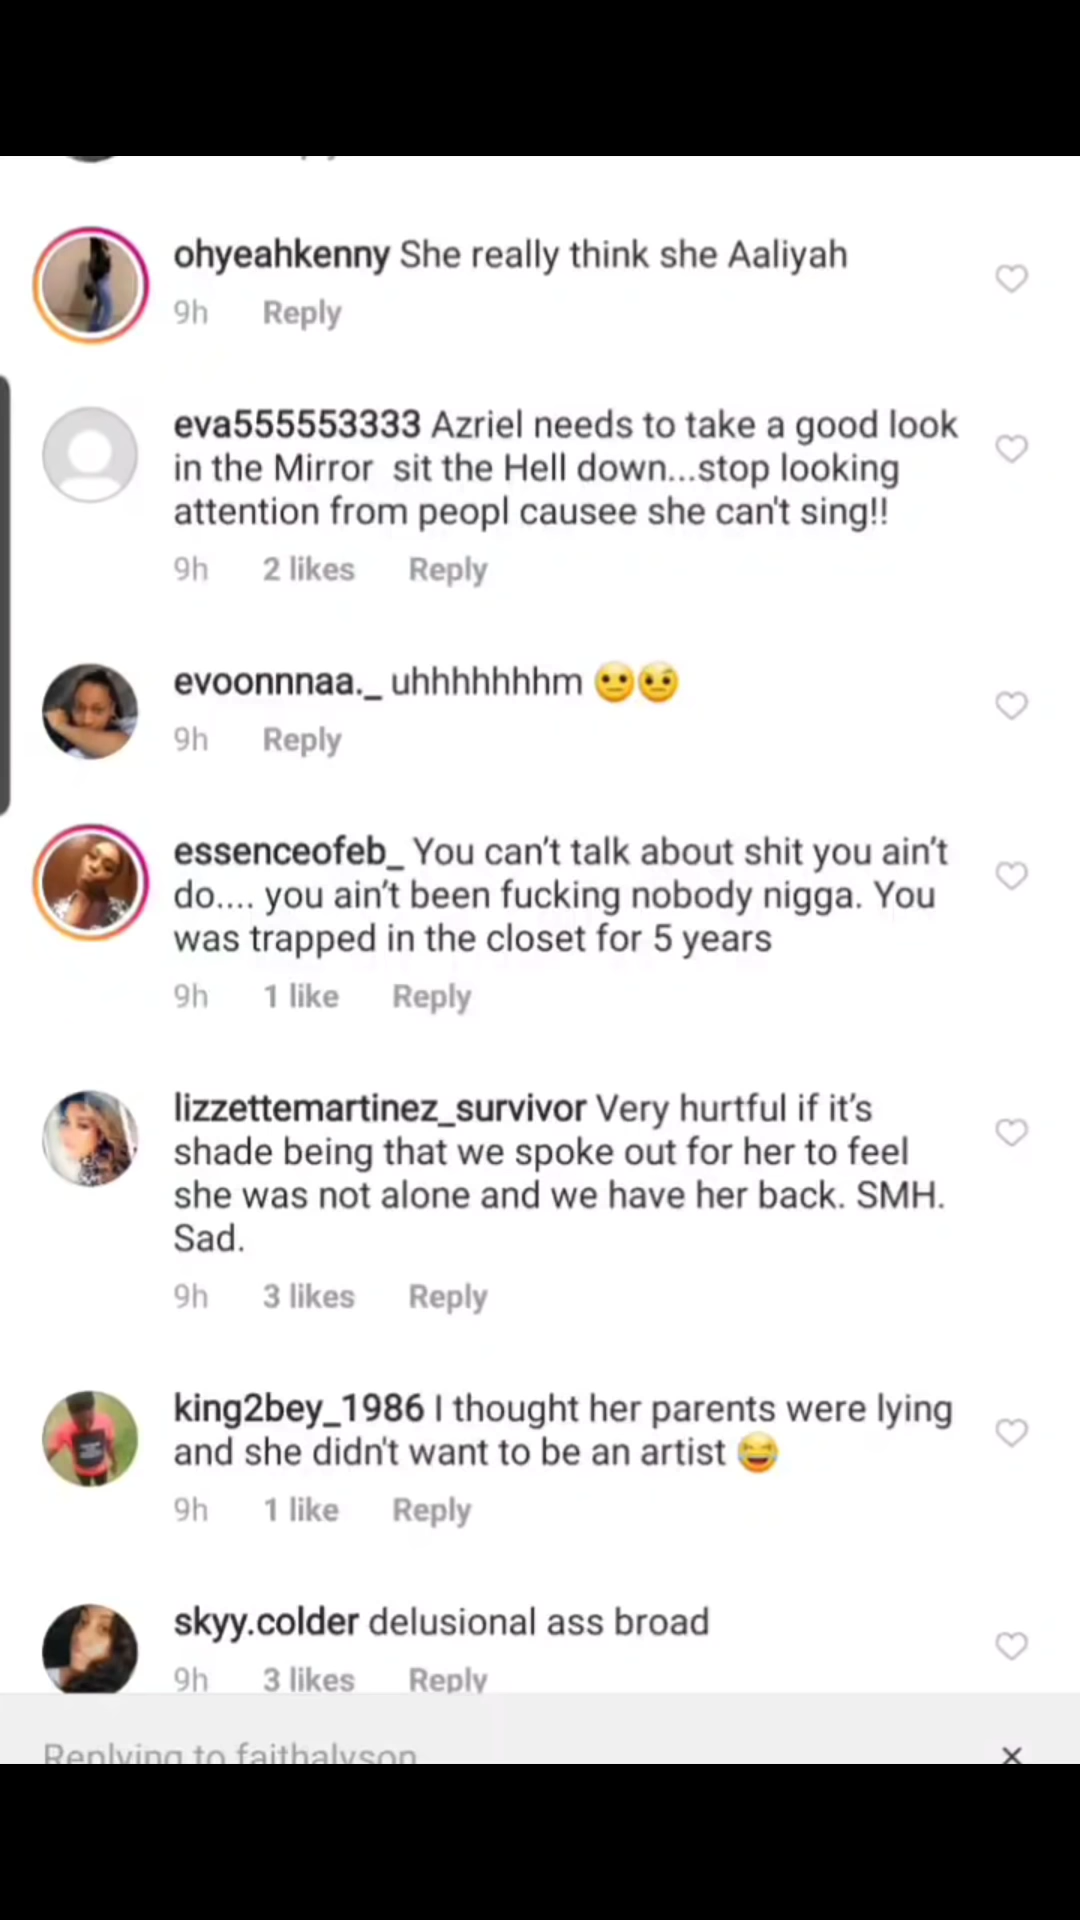 ohyeahkenny She really think she Aaliyah
9h Reply
eva555553333 Azriel needs to take a good look
in the Mirror sit the Hell down...stop looking
attention from peopl causee she can't sing!!
9h 2 likes Reply
evoonnnaa._ uhhhhhhhm 😐🤨
9h Reply
essenceofeb_ You can't talk about shit you ain't
do.... you ain't been fucking nobody nigga. You
was trapped in the closet for 5 years
9h 1 like Reply
lizzettemartinez_survivor Very hurtful if it's
shade being that we spoke out for her to feel
she was not alone and we have her back. SMH.
Sad.
9h 3 likes Reply
king2bey_1986 I thought her parents were lying
and she didn't want to be an artist 😂
9h 1 like Reply
skyy.colder delusional ass broad
9h 3 likes Reply
Replying to faithalyson